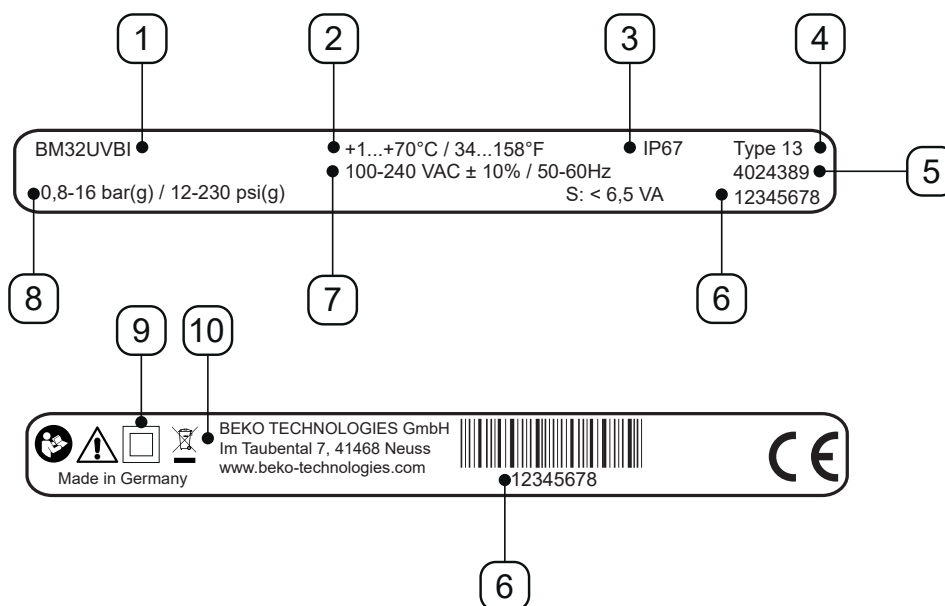 1 2 3 4
BM32UVBI +1...+70°C / 34...158°F IP67 Type 13
100-240 VAC ± 10% / 50-60Hz 4024389
0,8-16 bar(g) / 12-230 psi(g) S: < 6,5 VA 12345678
5
8 7 6
9 10
BEKO TECHNOLOGIES GmbH
Im Taubental 7, 41468 Neuss
www.beko-technologies.com
Made in Germany
12345678
CE
6